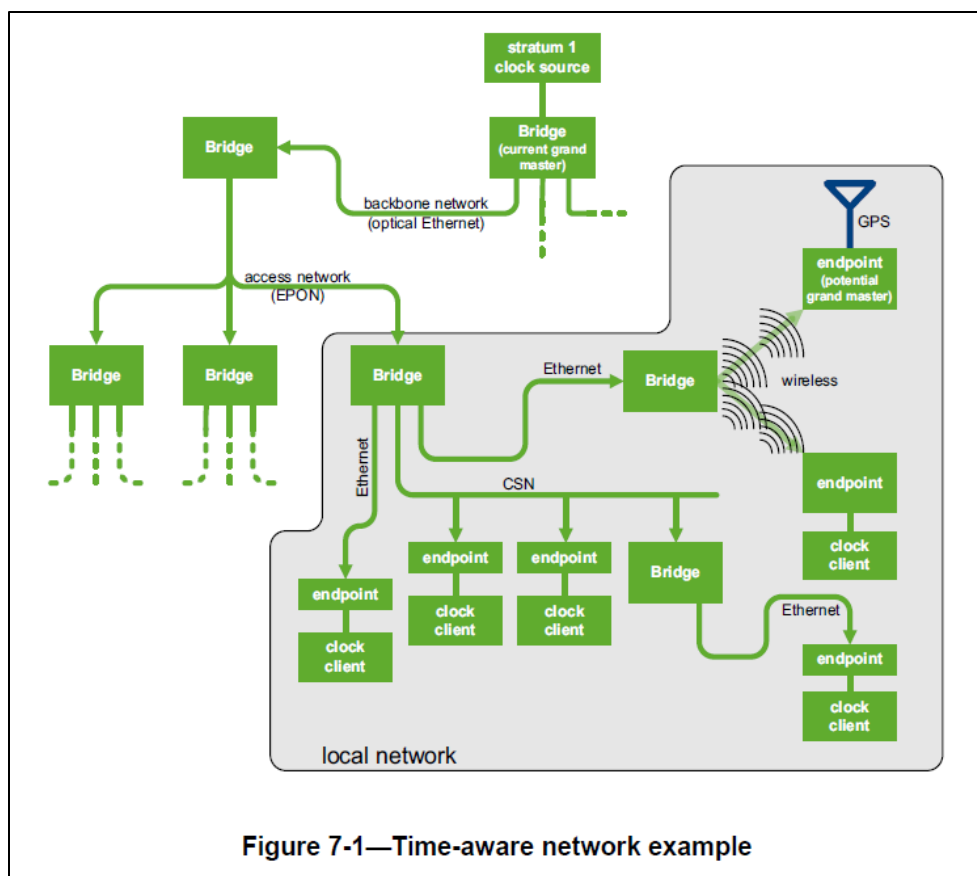 stratum 1
clock source
Bridge
(current grand
master)
Bridge
backbone network
(optical Ethernet)
GPS
endpoint
(potential
grand master)
access network
(EPON)
Bridge
Bridge
Bridge
Ethernet
Bridge
wireless
Ethernet
CSN
endpoint
clock
client
endpoint
clock
client
endpoint
clock
client
Bridge
Ethernet
endpoint
clock
client
endpoint
clock
client
local network
Figure 7-1—Time-aware network example